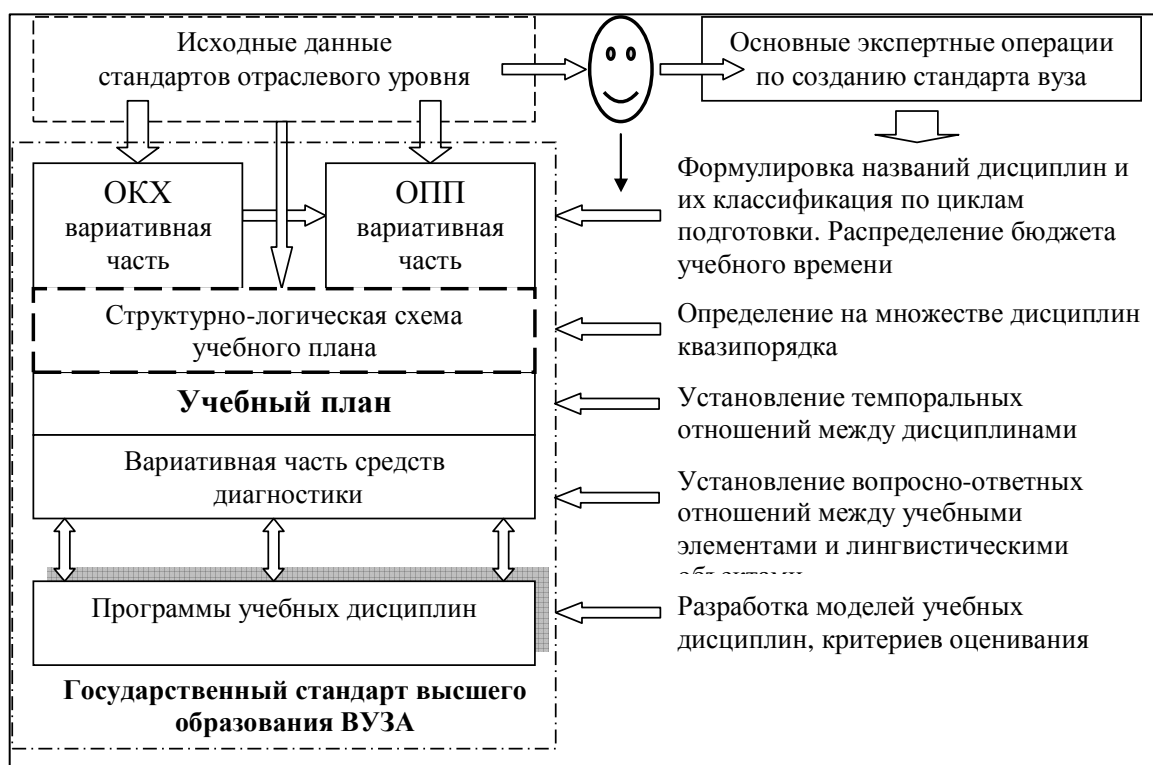 Исходные данные
стандартов отраслевого уровня
Основные экспертные операции
по созданию стандарта вуза
ОКХ
вариативная
часть
ОПП
вариативная
часть
Формулировка названий дисциплин и
их классификация по циклам
подготовки. Распределение бюджета
учебного времени
Структурно-логическая схема
учебного плана
Определение на множестве дисциплин
квазипорядка
Учебный план
Установление темпоральных
отношений между дисциплинами
Вариативная часть средств
диагностики
Установление вопросно-ответных
отношений между учебными
элементами и лингвистическими
объектами
Программы учебных дисциплин
Разработка моделей учебных
дисциплин, критериев оценивания
Государственный стандарт высшего
образования ВУЗА